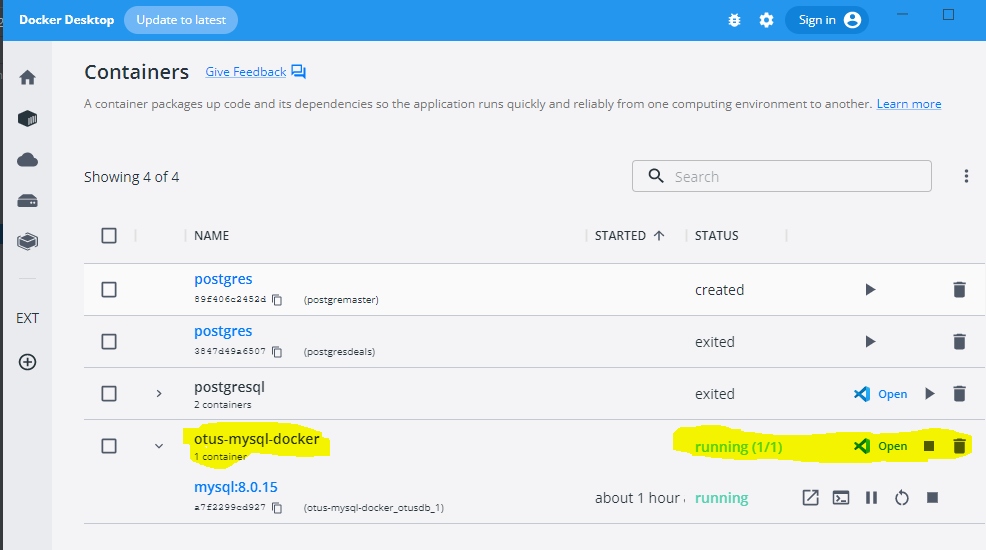 Docker Desktop Update to latest Sign in
Containers Give Feedback
A container packages up code and its dependencies so the application runs quickly and reliably from one computing environment to another. Learn more
Showing 4 of 4 Search
NAME STARTED STATUS
postgres created
89f406c2452d (postgremaster)
postgres exited
3847d49a6507 (postgresdeals)
EXT
postgresql exited Open
2 containers
otus-mysql-docker running (1/1) Open
1 container
mysql:8.0.15 about 1 hour running
a7f2299cd927 (otus-mysql-docker_otusdb_1)